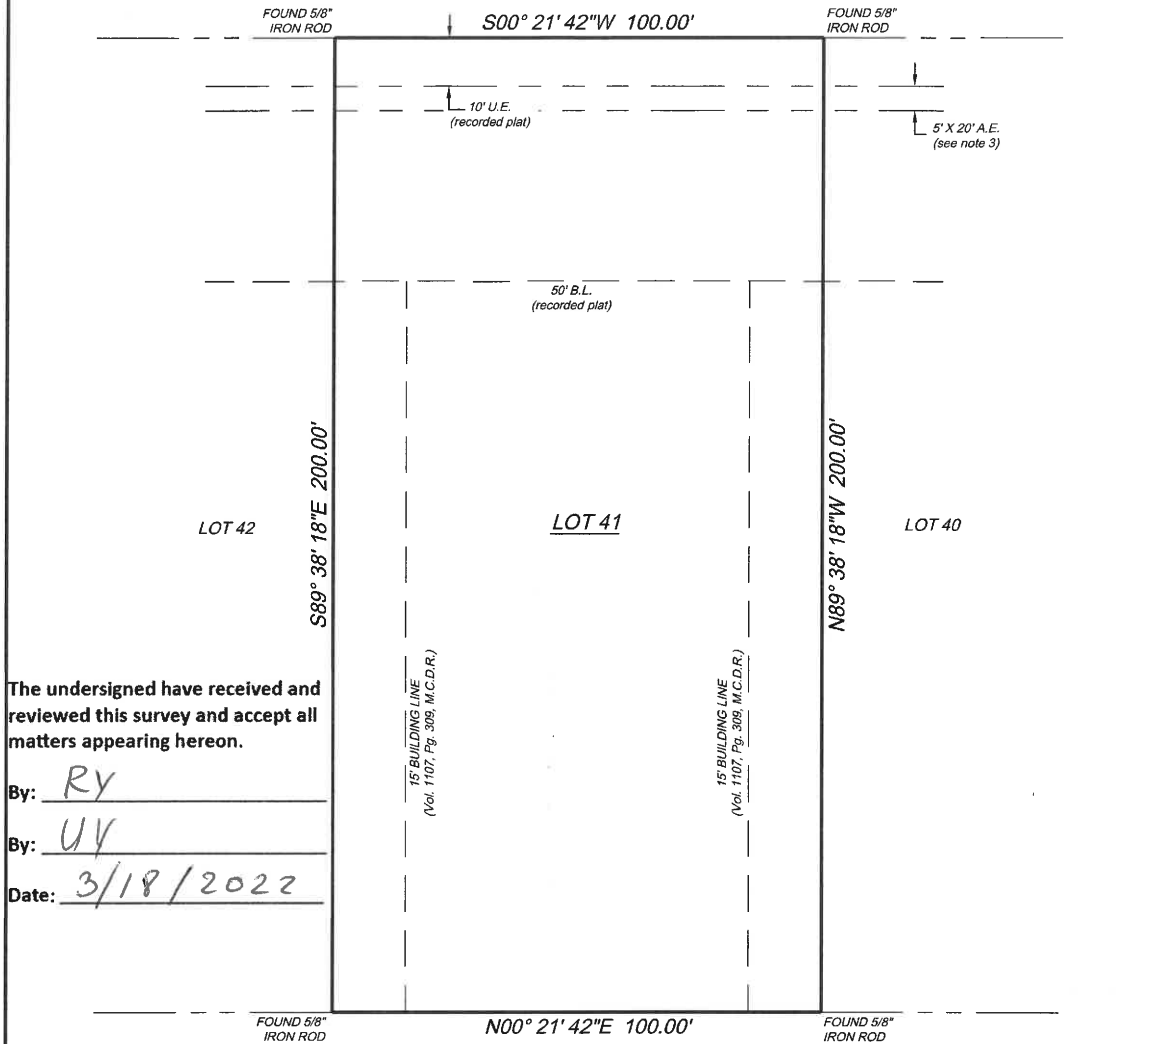 FOUND 5/8"
IRON ROD
S00° 21' 42"W 100.00'
FOUND 5/8"
IRON ROD
10' U.E.
(recorded plat)
5' X 20' A.E.
(see note 3)
50' B.L.
(recorded plat)
S89° 38' 18"E 200.00'
N89° 38' 18"W 200.00'
LOT 42
LOT 41
LOT 40
15' BUILDING LINE
(Vol. 1107, Pg. 309, M.C.D.R.)
15' BUILDING LINE
(Vol. 1107, Pg. 309, M.C.D.R.)
The undersigned have received and
reviewed this survey and accept all
matters appearing hereon.
By: RY
By: UY
Date: 3/18/2022
FOUND 5/8"
IRON ROD
N00° 21' 42"E 100.00'
FOUND 5/8"
IRON ROD